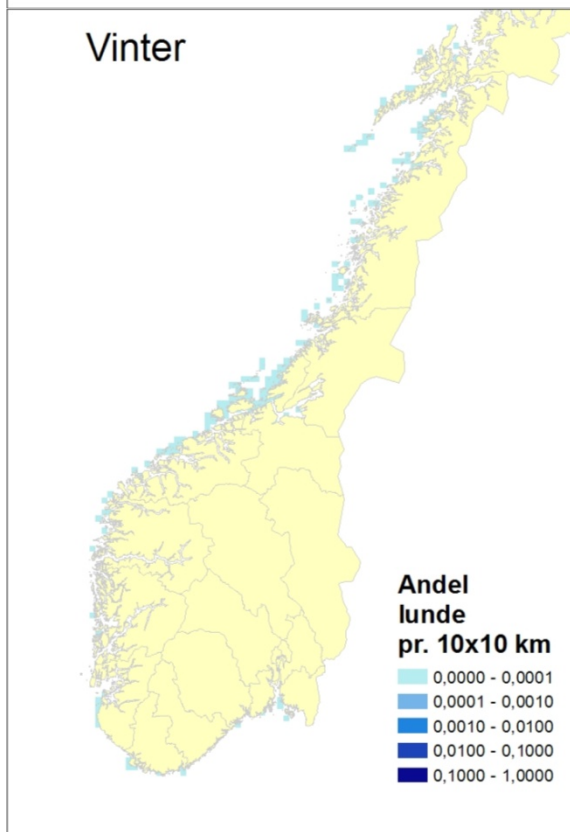 Vinter
Andel
lunde
pr. 10x10 km
0,0000 - 0,0001
0,0001 - 0,0010
0,0010 - 0,0100
0,0100 - 0,1000
0,1000 - 1,0000